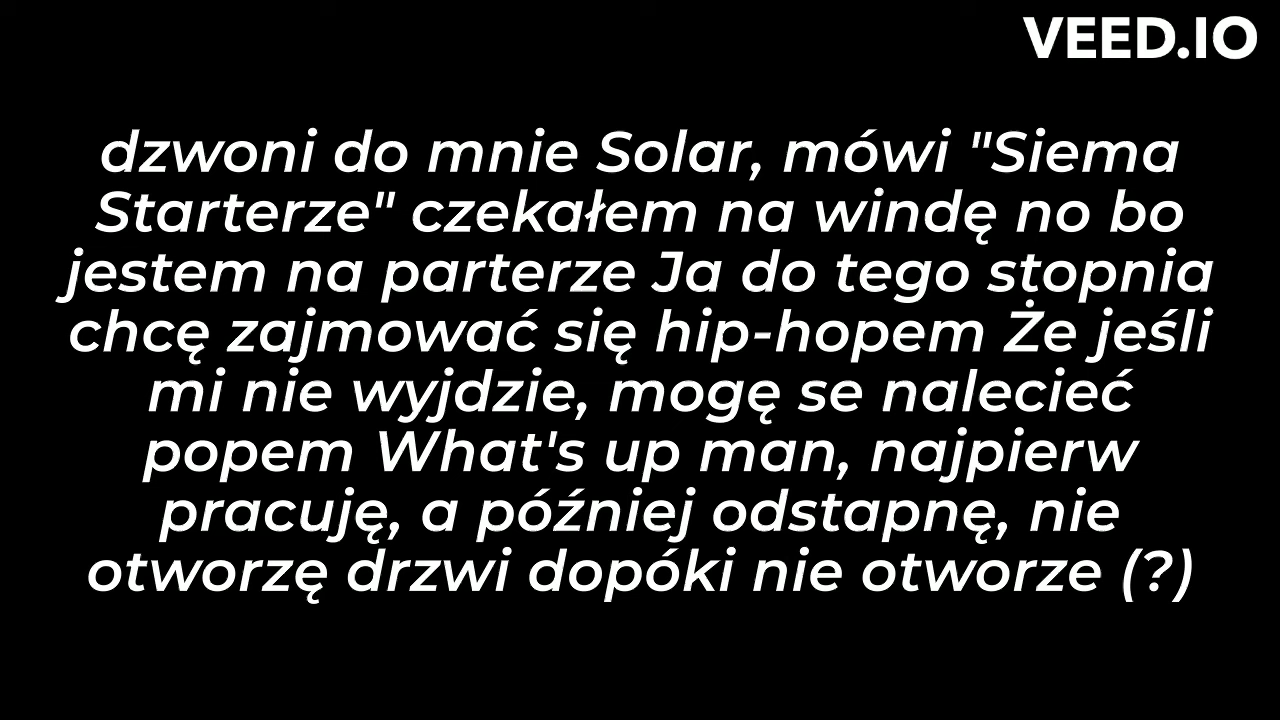 VEED.IO
dzwoni do mnie Solar, mówi "Siema
Starterze" czekałem na windę no bo
jestem na parterze Ja do tego stopnia
chcę zajmować się hip-hopem Że jeśli
mi nie wyjdzie, mogę se nalecieć
popem What's up man, najpierw
pracuję, a później odstapnę, nie
otworzę drzwi dopóki nie otworze (?)